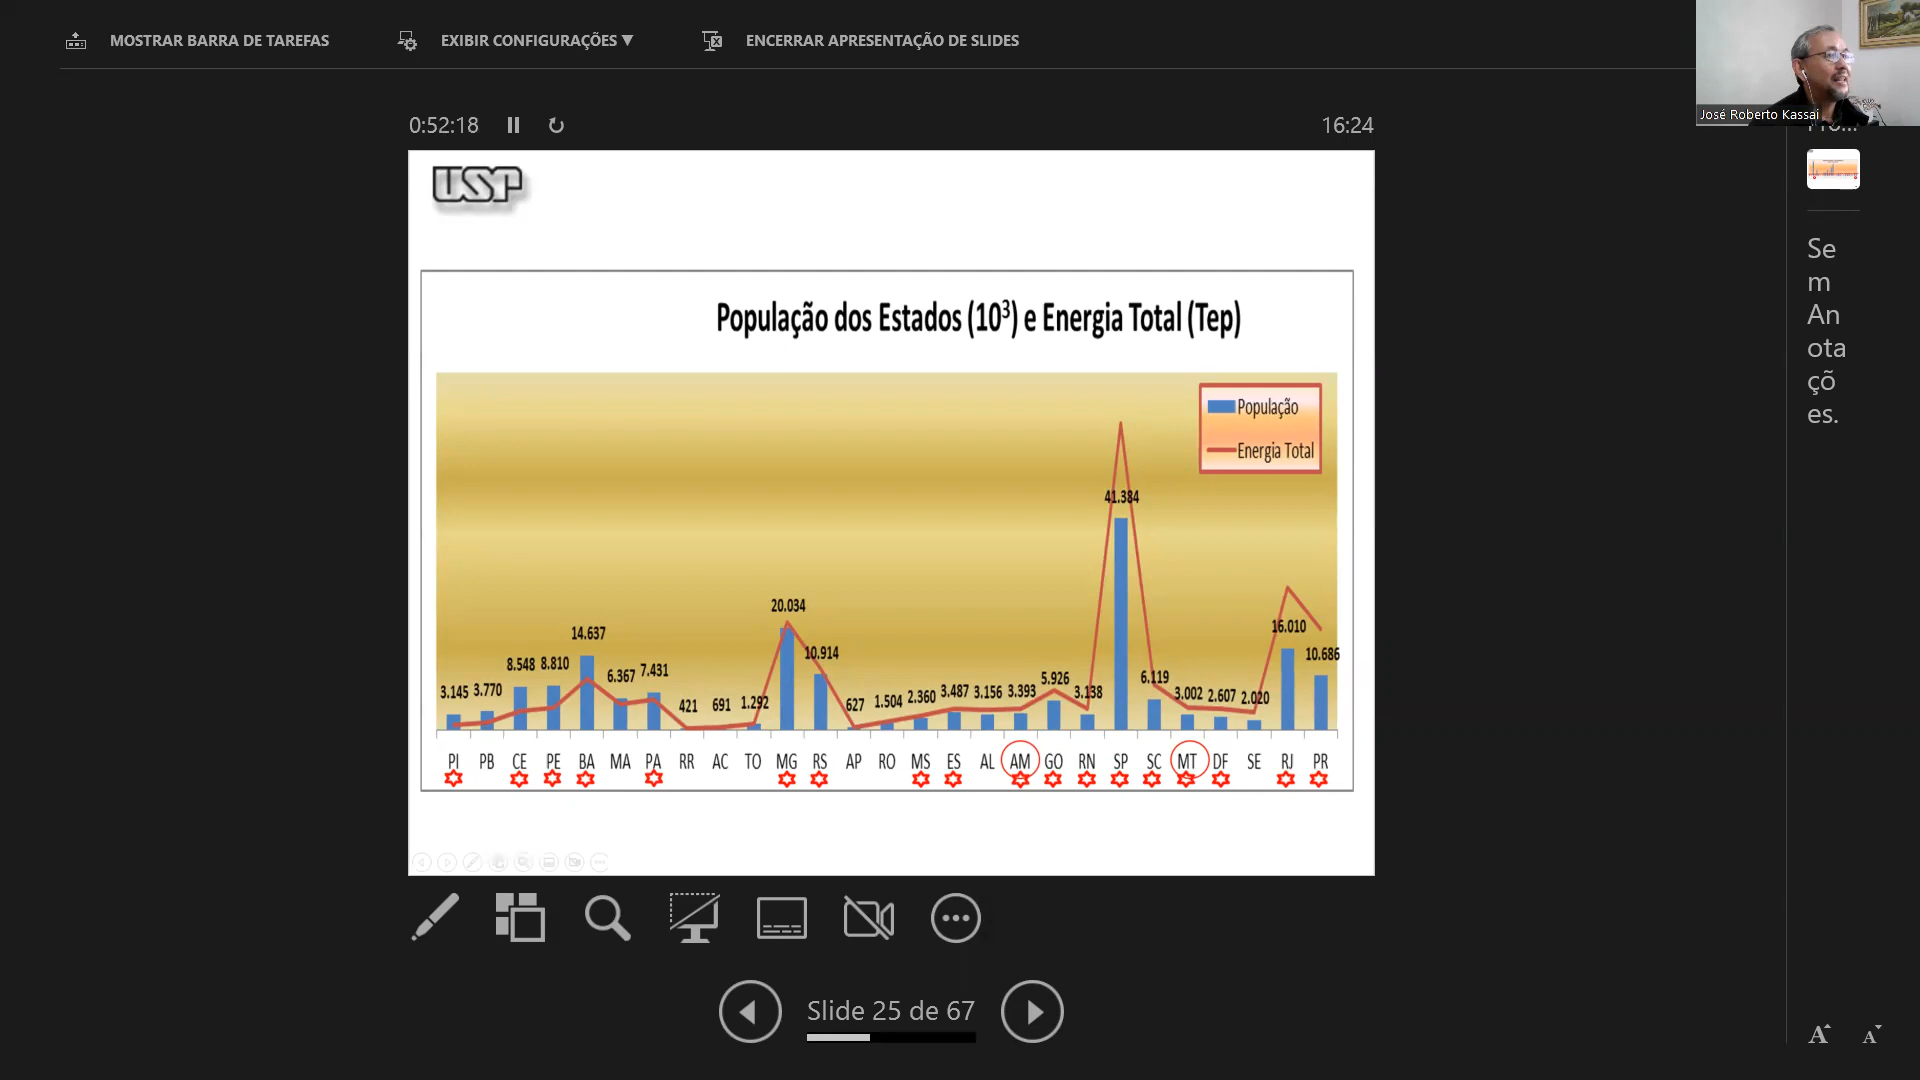 MOSTRAR BARRA DE TAREFAS
EXIBIR CONFIGURAÇÕES ▼
ENCERRAR APRESENTAÇÃO DE SLIDES
José Roberto Kassai
0:52:18
16:24
USP
População dos Estados (10³) e Energia Total (Tep)
População
Energia Total
3.145 3.770 8.548 8.810 14.637 6.367 7.431 421 691 1.292 20.034 10.914 627 1.504 2.360 3.487 3.156 3.393 5.926 3.138 41.384 6.119 3.002 2.607 2.020 16.010 10.686
PI PB CE PE BA MA PA RR AC TO MG RS AP RO MS ES AL AM GO RN SP SC MT DF SE RJ PR
Se
m
An
ota
çõ
es.
Slide 25 de 67
A A